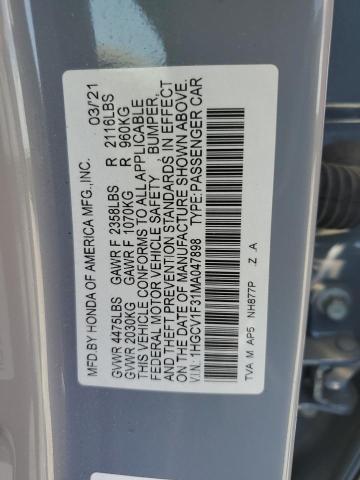 MFD.BY HONDA OF AMERICA MFG.,INC. 03/21
GVWR 4475LBS GAWR F 2358LBS R 2116LBS
GVWR 2030KG GAWR F 1070KG R 960KG
THIS VEHICLE CONFORMS TO ALL APPLICABLE
FEDERAL MOTOR VEHICLE SAFETY, BUMPER,
AND THEFT PREVENTION STANDARDS IN EFFECT
ON THE DATE OF MANUFACTURE SHOWN ABOVE.
V.I.N.: 1HGCV1F31MA047898 TYPE:PASSENGER CAR
TVA M AP5 NH877P Z A